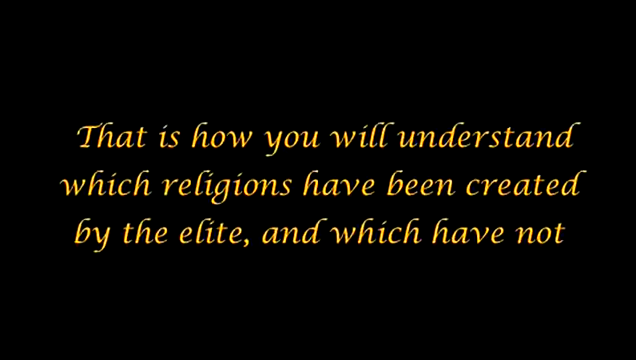 That is how you will understand
which religions have been created
by the elite, and which have not